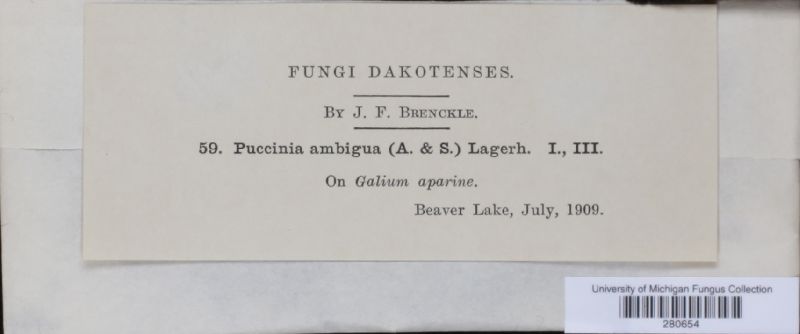 FUNGI DAKOTENSES.
By J. F. Brenckle.
59. Puccinia ambigua (A. & S.) Lagerh. I., III.
On Galium aparine.
Beaver Lake, July, 1909.
University of Michigan Fungus Collection
280654